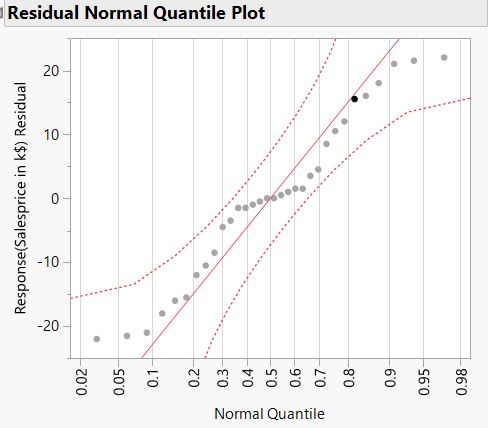 Residual Normal Quantile Plot
Response(Salesprice in k$) Residual
20
10
0
-10
-20
0.02 0.05 0.1 0.2 0.3 0.4 0.5 0.6 0.7 0.8 0.9 0.95 0.98
Normal Quantile